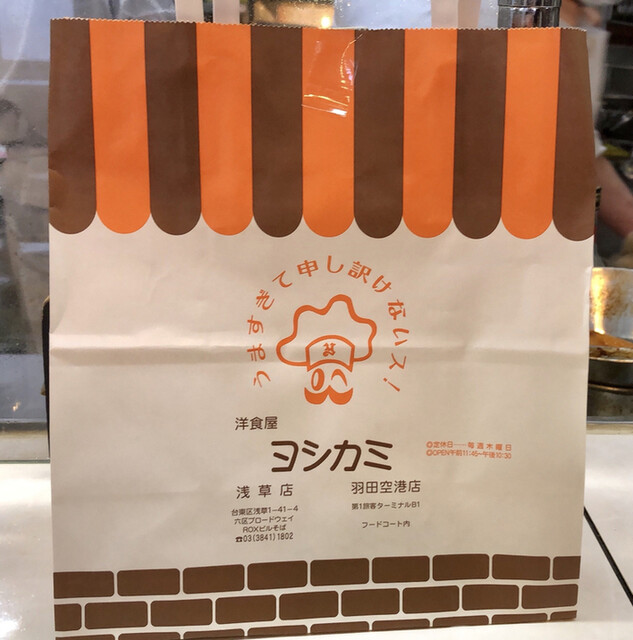 うますぎて申し訳けないス!
洋食屋
ヨシカミ
◎定休日──毎週木曜日
◎OPEN午前11:45〜午後10:30
浅草店
台東区浅草1-41-4
六区ブロードウェイ
ROXビルそば
☎03(3841)1802
羽田空港店
第1旅客ターミナルB1
フードコート内